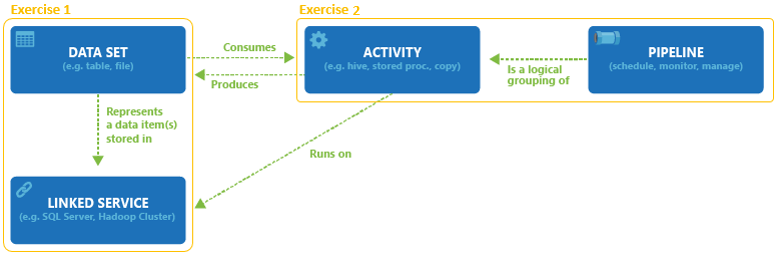 Exercise 1
Exercise 2
DATA SET
(e.g. table, file)
Consumes
Produces
ACTIVITY
(e.g. hive, stored proc., copy)
Is a logical
grouping of
PIPELINE
(schedule, monitor, manage)
Represents
a data item(s)
stored in
Runs on
LINKED SERVICE
(e.g. SQL Server, Hadoop Cluster)